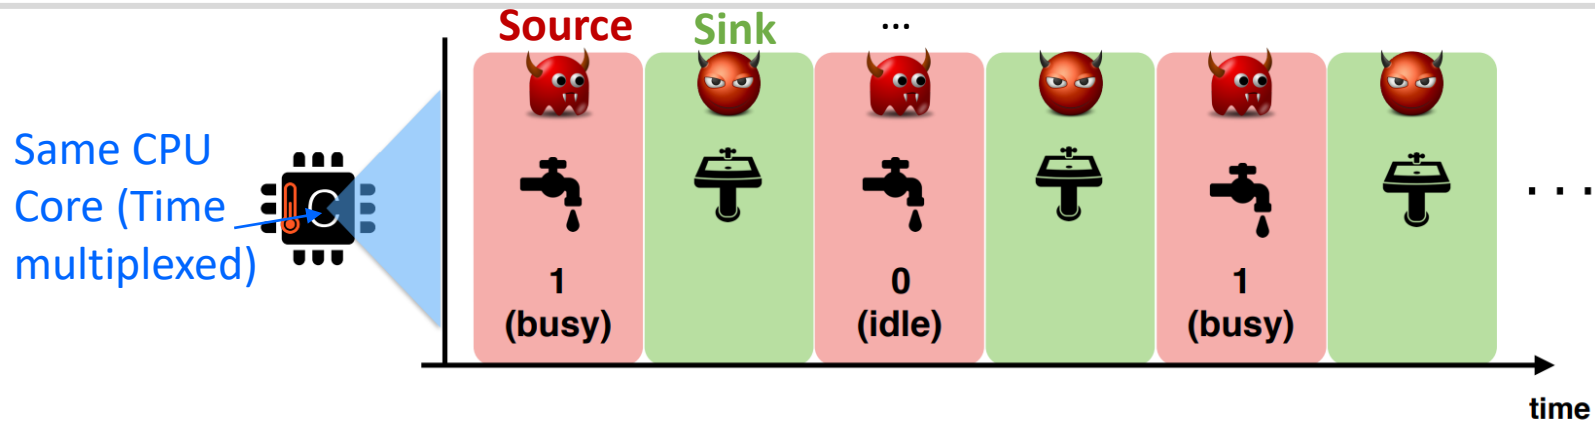 Source
Sink
...
Same CPU
Core (Time
multiplexed)
C
1
(busy)
0
(idle)
1
(busy)
. . .
time